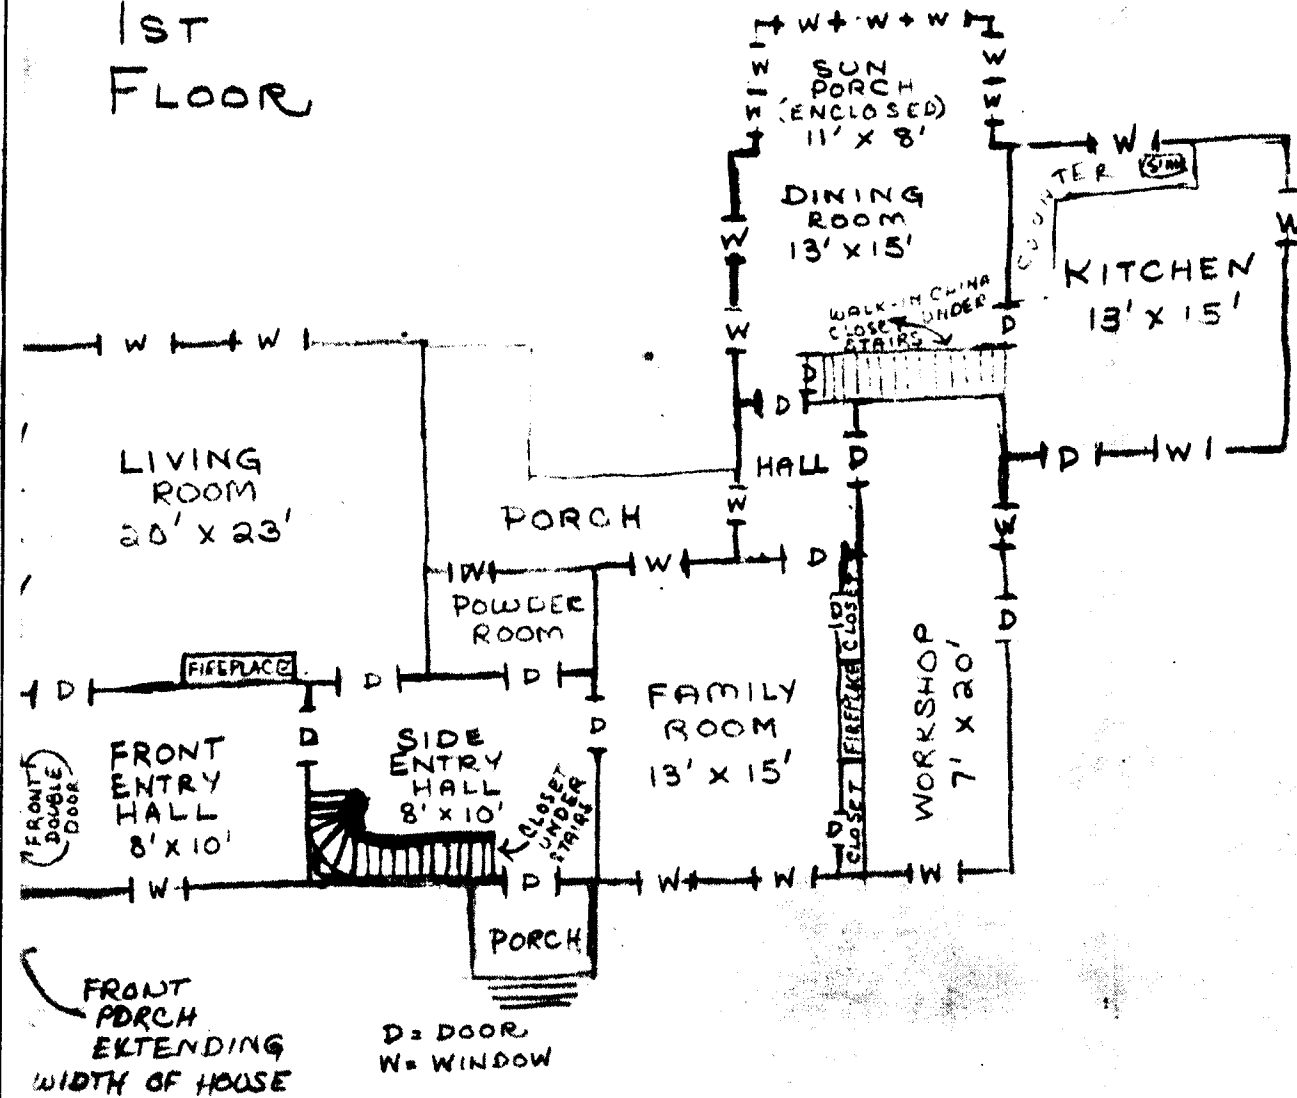 1ST
FLOOR
W W W
W
W
W
W
SUN
PORCH
(ENCLOSED)
11' X 8'
W
COUNTER
SINK
DINING
ROOM
13' X 15'
W
W
KITCHEN
13' X 15'
WALK-IN CHINA
CLOSET UNDER
STAIRS
D
W
W W
D
D
LIVING
ROOM
20' X 23'
HALL
D
D
W
W
PORCH
W
W
W
D
POWDER
ROOM
D
CLOSET
D
FIREPLACE
D
D
D
FAMILY
ROOM
13' X 15'
D
D
FIREPLACE
WORKSHOP
7' X 20'
FRONT
ENTRY
HALL
8' X 10'
SIDE
ENTRY
HALL
8' X 10'
CLOSET
UNDER
STAIRS
(FRONT
DOUBLE
DOOR)
D
CLOSET
W
D
W
W
W
PORCH
FRONT
PORCH
EXTENDING
WIDTH OF HOUSE
D = DOOR
W = WINDOW